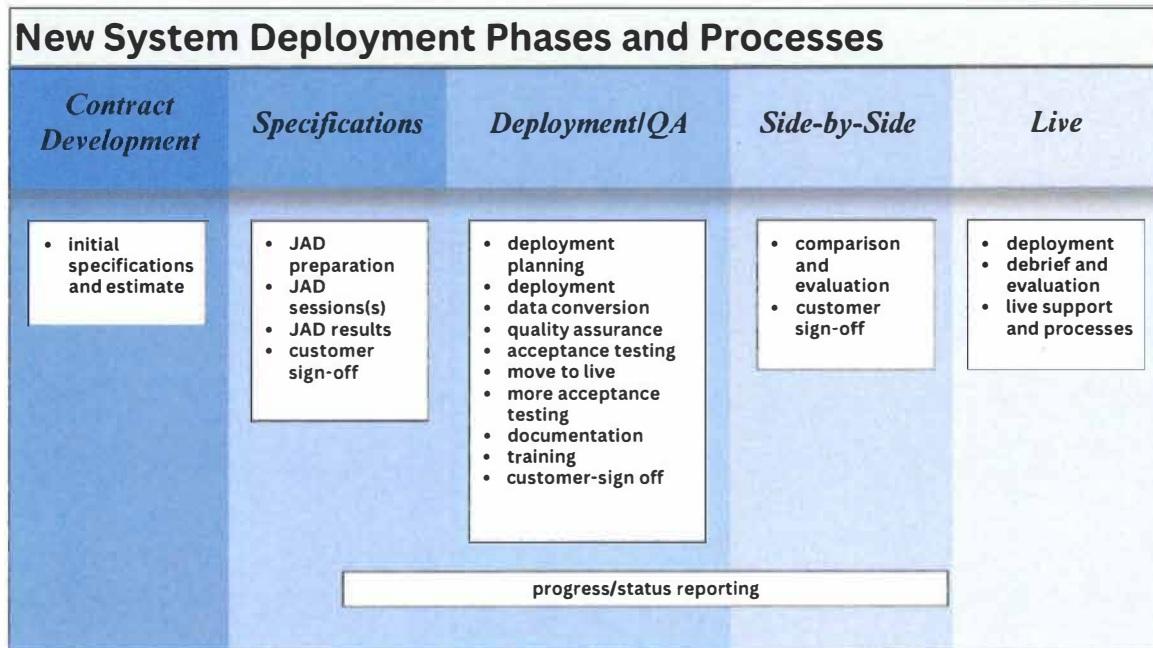 New System Deployment Phases and Processes
Contract
Development
Specifications
Deployment/QA
Side-by-Side
Live
• initial
specifications
and estimate
• JAD
preparation
• JAD
sessions(s)
• JAD results
• customer
sign-off
• deployment
planning
• deployment
• data conversion
• quality assurance
• acceptance testing
• move to live
• more acceptance
testing
• documentation
• training
• customer-sign off
• comparison
and
evaluation
• customer
sign-off
• deployment
• debrief and
evaluation
• live support
and processes
progress/status reporting